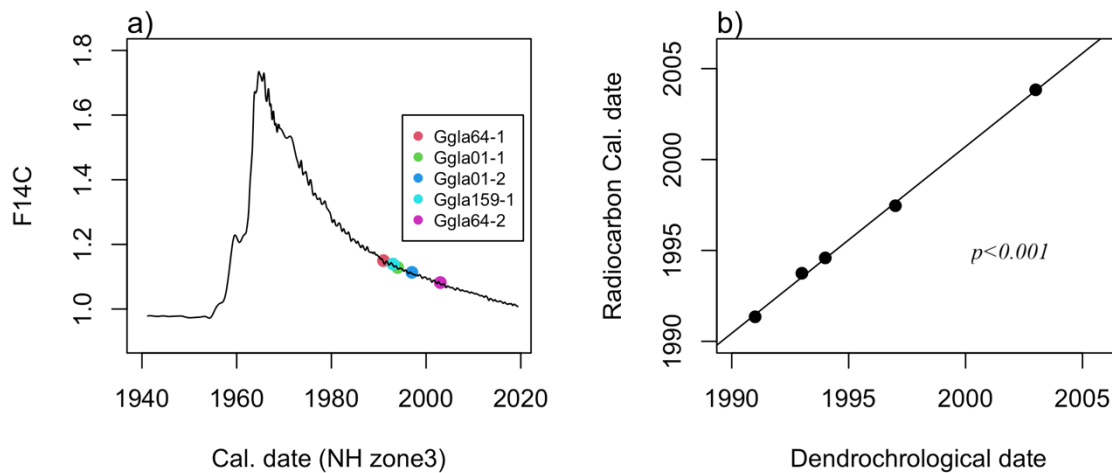 a)
1.8
1.6
1.4
1.2
1.0
F14C
Ggla64-1
Ggla01-1
Ggla01-2
Ggla159-1
Ggla64-2
1940 1960 1980 2000 2020
Cal. date (NH zone3)
b)
2005
2000
1995
1990
Radiocarbon Cal. date
p<0.001
1990 1995 2000 2005
Dendrochrological date